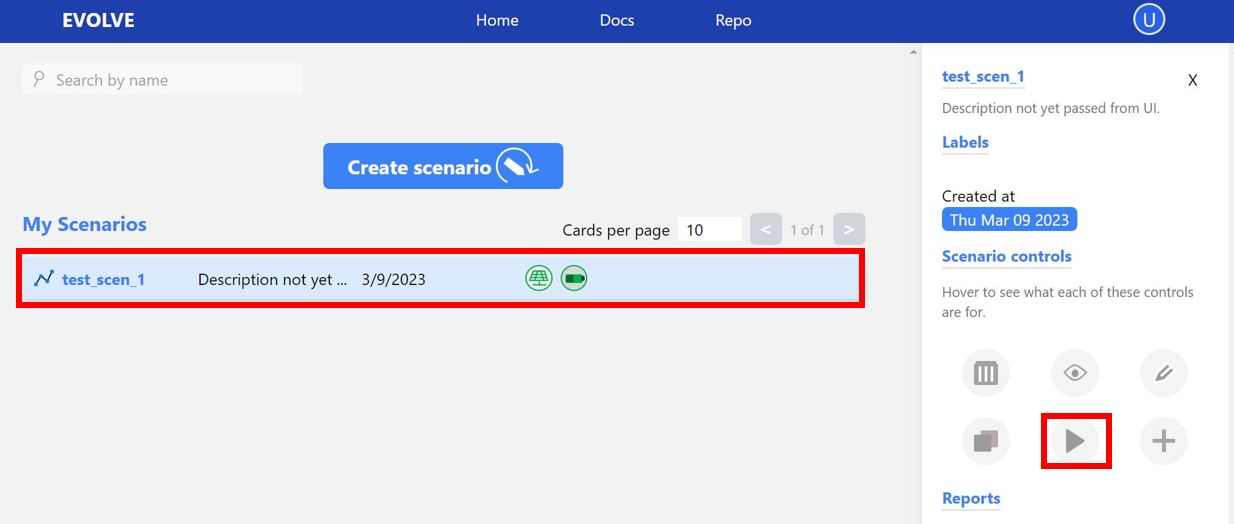 EVOLVE Home Docs Repo U
Search by name
Create scenario
My Scenarios
Cards per page 10 < 1 of 1 >
test_scen_1 Description not yet ... 3/9/2023
test_scen_1 X
Description not yet passed from UI.
Labels
Created at
Thu Mar 09 2023
Scenario controls
Hover to see what each of these controls
are for.
Reports